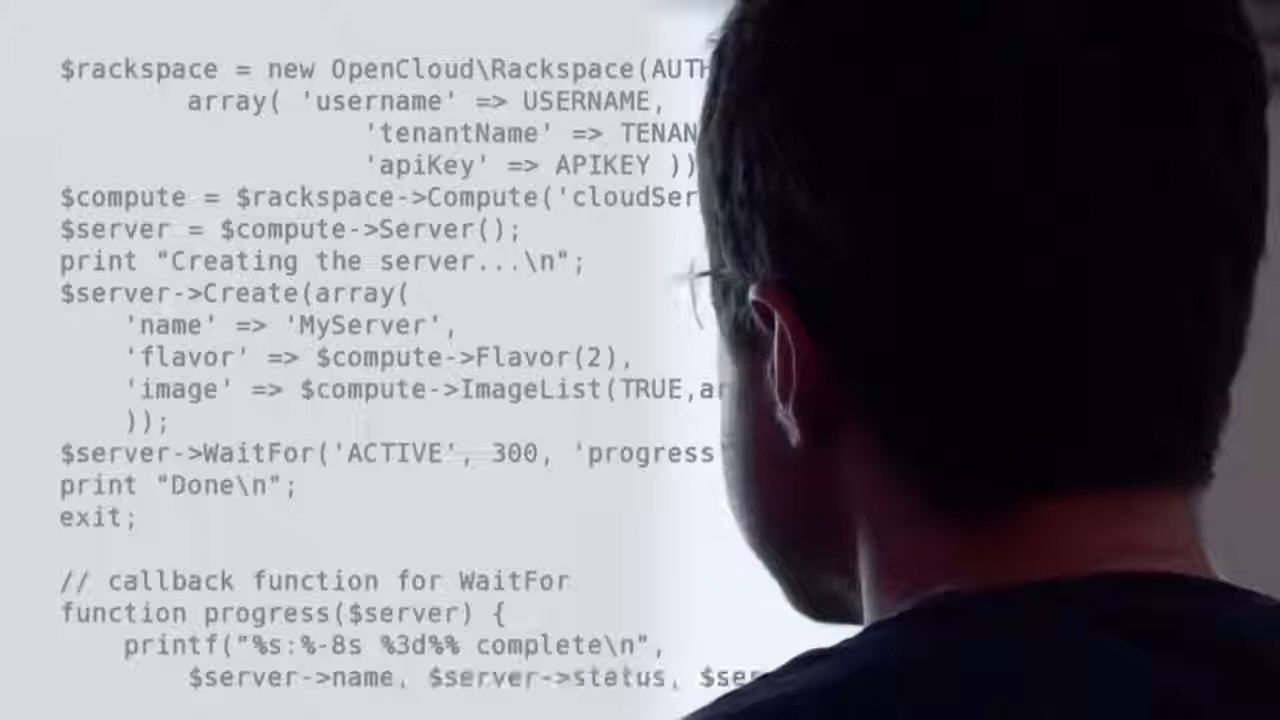 $rackspace = new OpenCloud\Rackspace(AUTH
array( 'username' => USERNAME,
'tenantName' => TENAN
'apiKey' => APIKEY ))
$compute = $rackspace->Compute('cloudSer
$server = $compute->Server();
print "Creating the server...\n";
$server->Create(array(
'name' => 'MyServer',
'flavor' => $compute->Flavor(2),
'image' => $compute->ImageList(TRUE,ar
));
$server->WaitFor('ACTIVE', 300, 'progress'
print "Done\n";
exit;
// callback function for WaitFor
function progress($server) {
printf("%s:%-8s %3d%% complete\n",
$server->name, $server->status, $ser